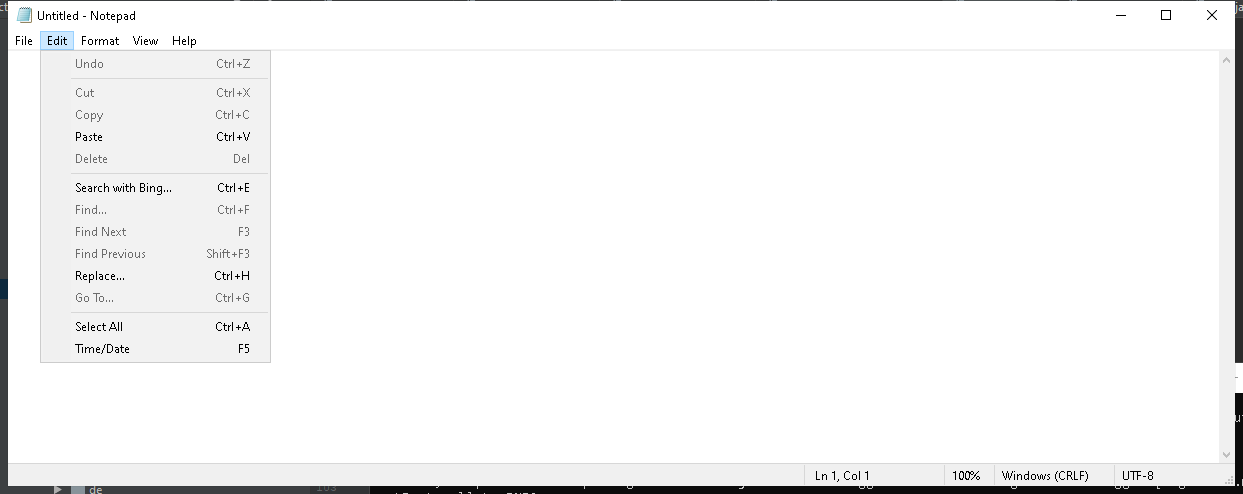 Untitled - Notepad
File Edit Format View Help
Undo Ctrl+Z
Cut Ctrl+X
Copy Ctrl+C
Paste Ctrl+V
Delete Del
Search with Bing... Ctrl+E
Find... Ctrl+F
Find Next F3
Find Previous Shift+F3
Replace... Ctrl+H
Go To... Ctrl+G
Select All Ctrl+A
Time/Date F5
Ln 1, Col 1 100% Windows (CRLF) UTF-8
de 103